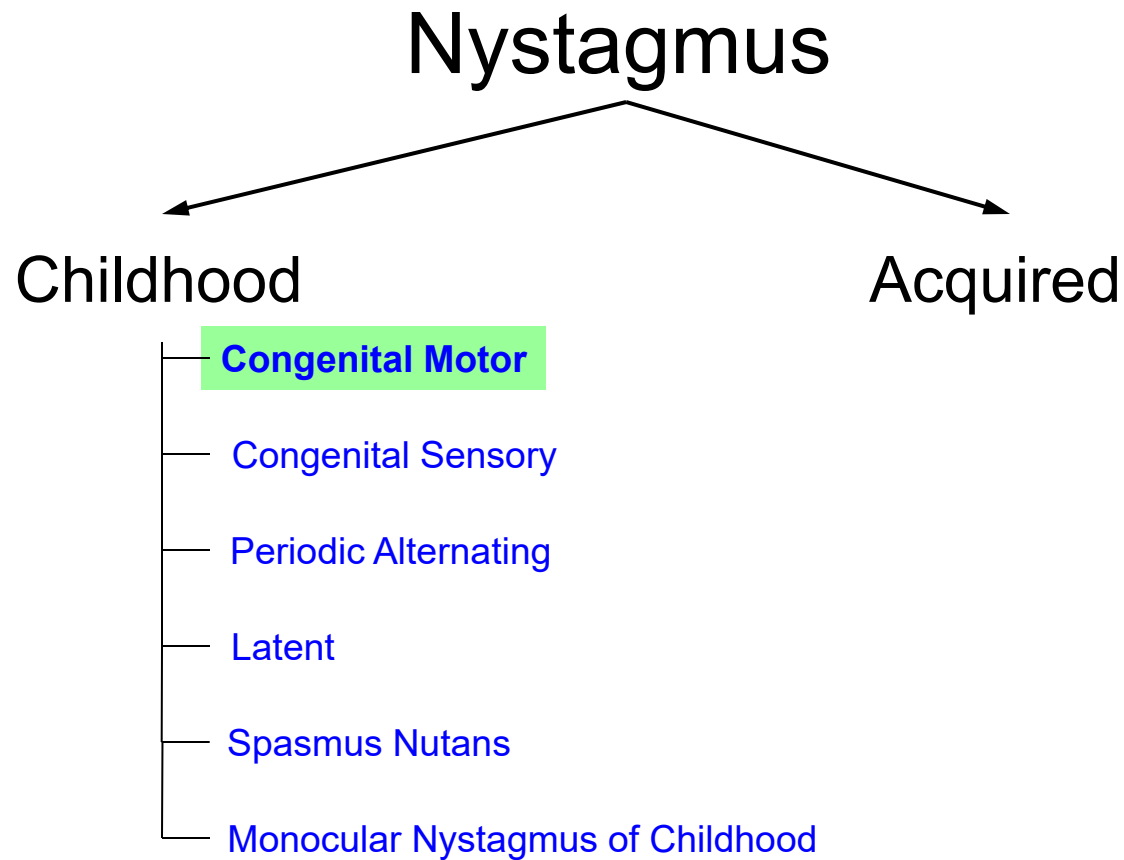 Nystagmus
Childhood
Acquired
Congenital Motor
Congenital Sensory
Periodic Alternating
Latent
Spasmus Nutans
Monocular Nystagmus of Childhood